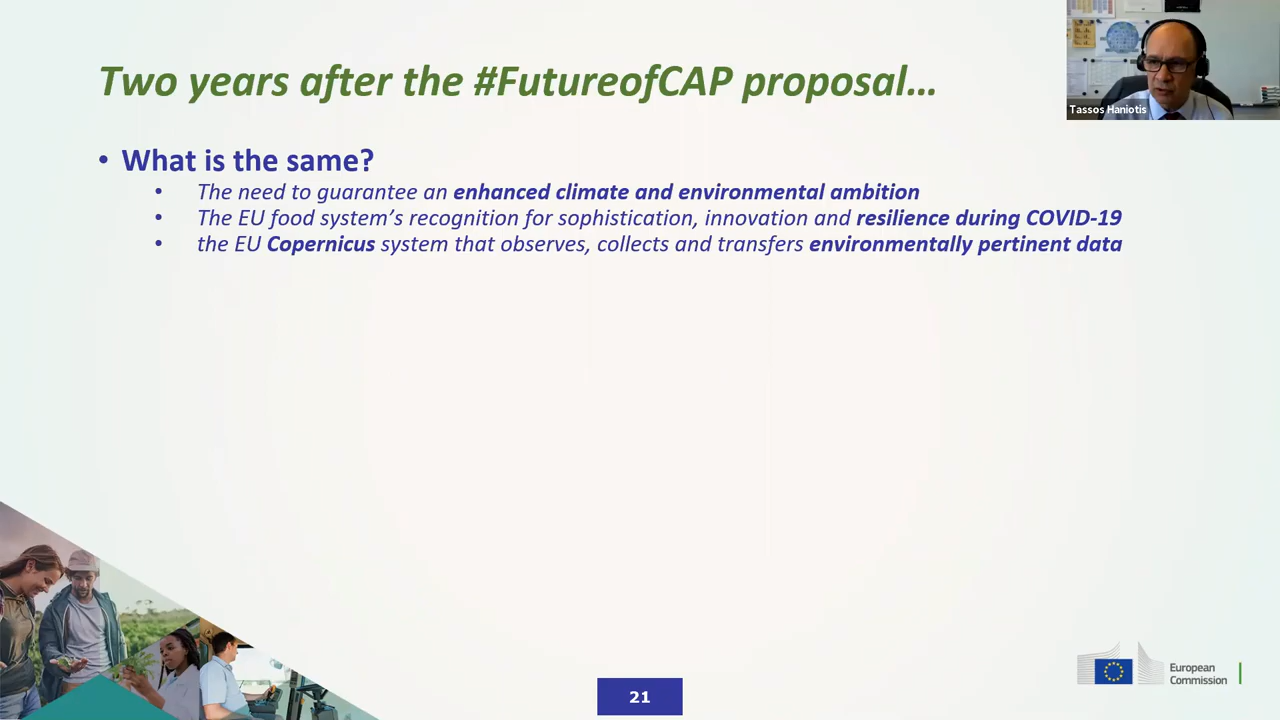 Two years after the #FutureofCAP proposal…
Tassos Haniotis
• What is the same?
• The need to guarantee an enhanced climate and environmental ambition
• The EU food system's recognition for sophistication, innovation and resilience during COVID-19
• the EU Copernicus system that observes, collects and transfers environmentally pertinent data
European
Commission
21